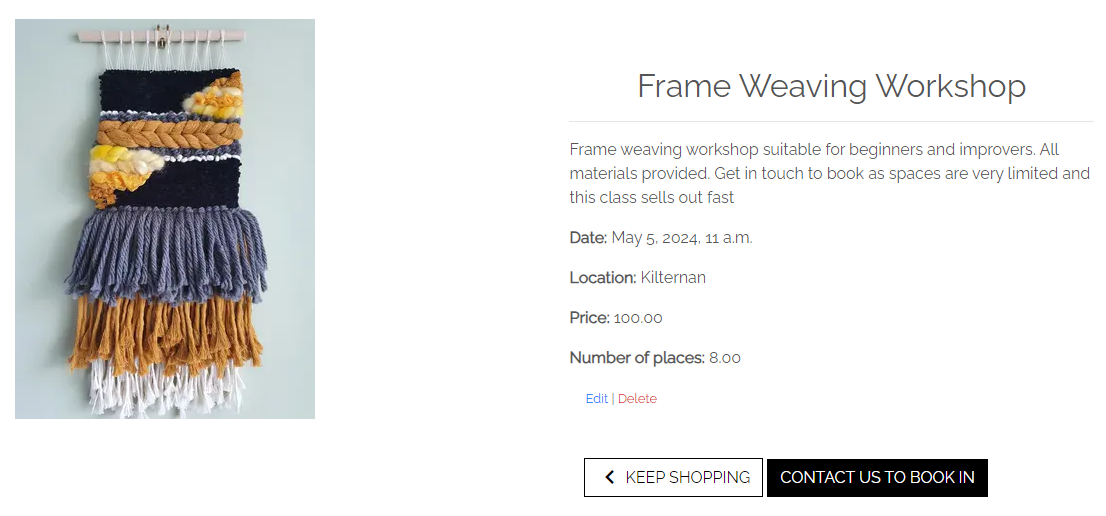 Frame Weaving Workshop
Frame weaving workshop suitable for beginners and improvers. All
materials provided. Get in touch to book as spaces are very limited and
this class sells out fast
Date: May 5, 2024, 11 a.m.
Location: Kilternan
Price: 100.00
Number of places: 8.00
Edit | Delete
KEEP SHOPPING CONTACT US TO BOOK IN